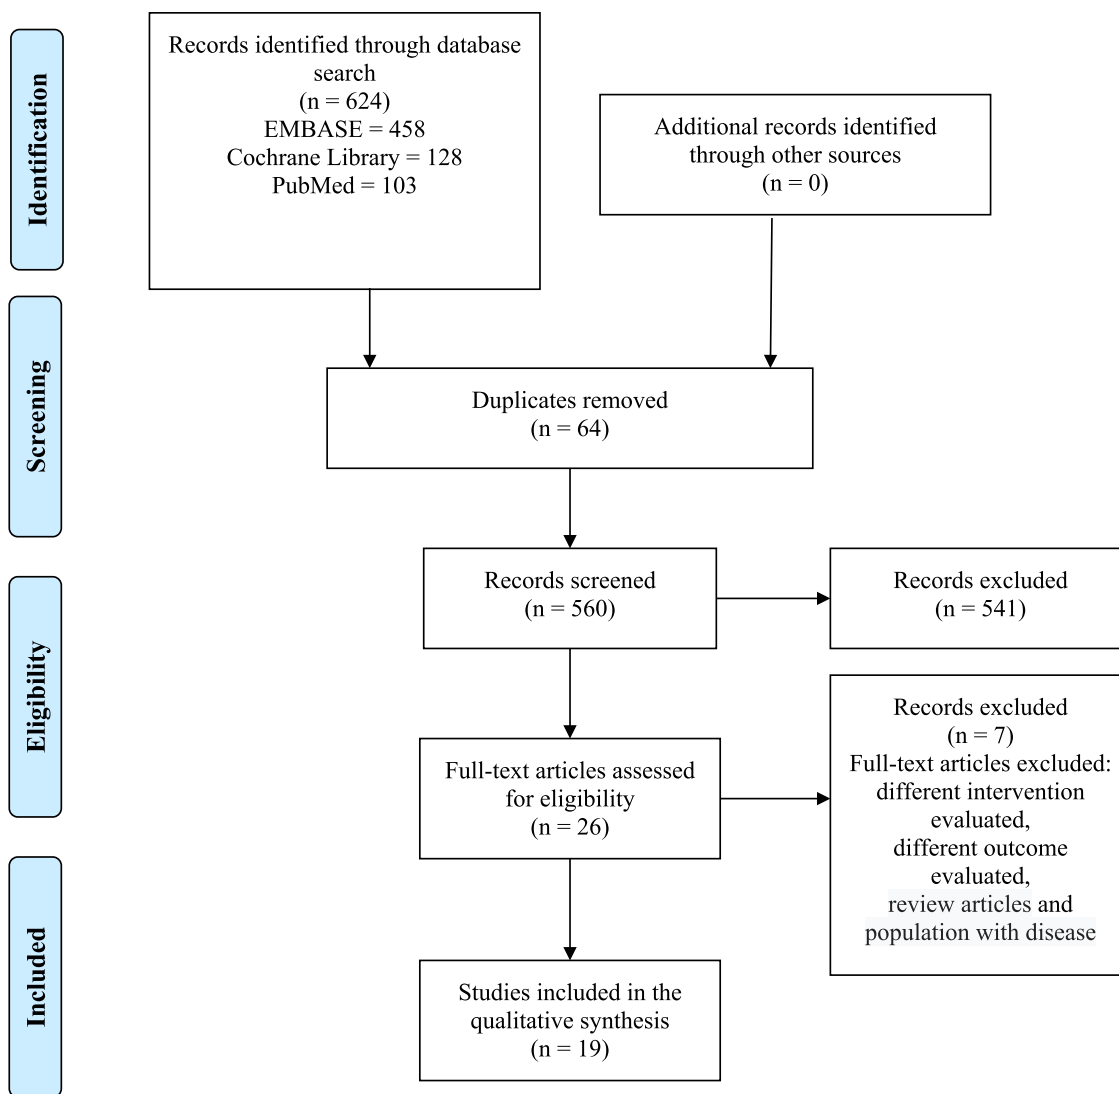 Identification
Records identified through database
search
(n = 624)
EMBASE = 458
Cochrane Library = 128
PubMed = 103
Additional records identified
through other sources
(n = 0)
Screening
Duplicates removed
(n = 64)
Records screened
(n = 560)
Records excluded
(n = 541)
Eligibility
Full-text articles assessed
for eligibility
(n = 26)
Records excluded
(n = 7)
Full-text articles excluded:
different intervention
evaluated,
different outcome
evaluated,
review articles and
population with disease
Included
Studies included in the
qualitative synthesis
(n = 19)